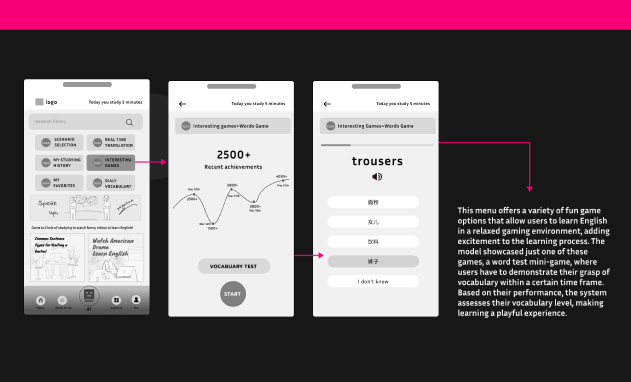 logo
Today you study 5 minutes
research library
SCENARIO
SELECTION
REAL TIME
TRANSLATION
MY STUDYING
HISTORY
INTERESTING
GAMES
MY
FAVORITES
DIALY
VOCABULARY
Speak
Up,
Come to Circle of studying to watch funny videos to learn English!
Common Sentence
Types for Visiting a
Doctor!
Watch American
Drama
Learn English
AI
Today you study 5 minutes
Interesting games>Words Game
2500+
Recent achievements
START
VOCABUARY TEST
Today you study 5 minutes
Interesting Games>Words Game
trousers
面粉
女儿
饮料
裤子
I don't know
This menu offers a variety of fun game
options that allow users to learn English
in a relaxed gaming environment, adding
excitement to the learning process. The
model showcased just one of these
games, a word test mini-game, where
users have to demonstrate their grasp of
vocabulary within a certain time frame.
Based on their performance, the system
assesses their vocabulary level, making
learning a playful experience.